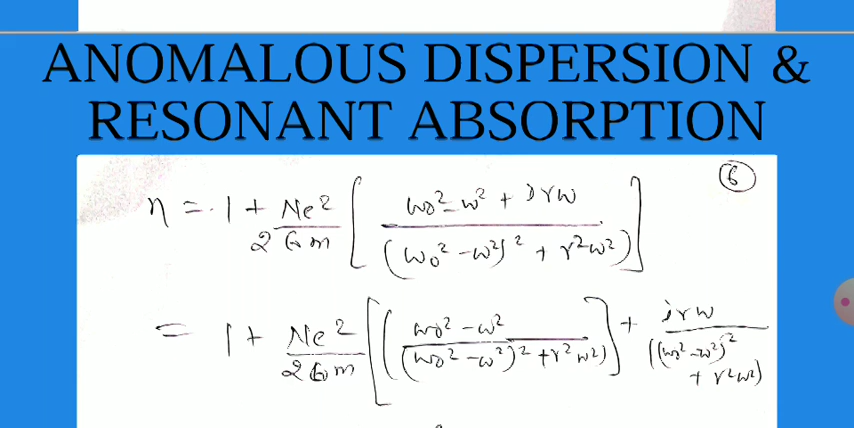 ANOMALOUS DISPERSION &
RESONANT ABSORPTION
6
η = 1 + Ne²/2ϵ₀m [ (ω₀² - ω² + iγω) / ((ω₀² - ω²)² + γ²ω²) ]
= 1 + Ne²/2ϵ₀m [ ( (ω₀² - ω²) / ((ω₀² - ω²)² + γ²ω²) ] + iγω / ((ω₀² - ω²)² + γ²ω²)